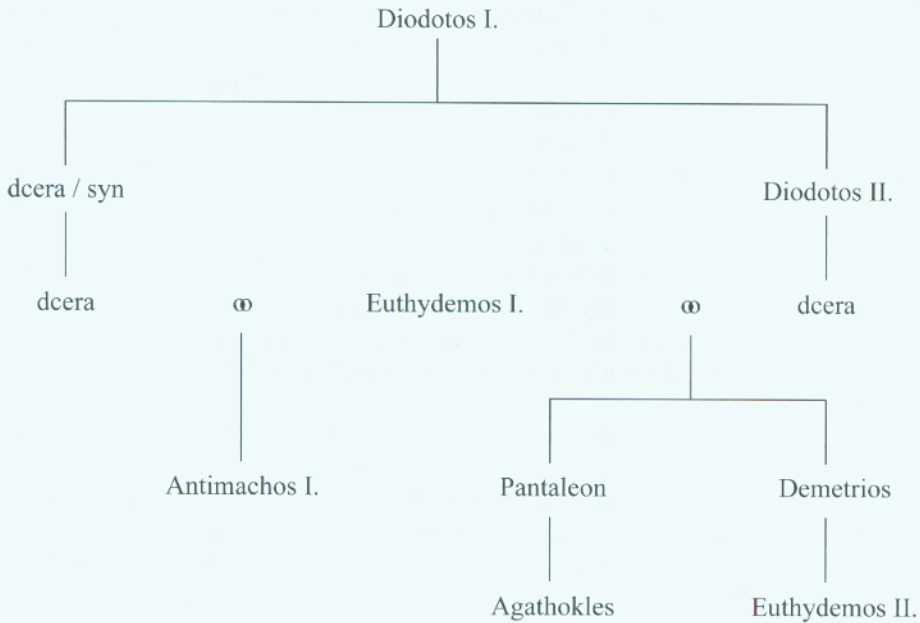 Diodotos I.
dcera / syn
Diodotos II.
dcera
Euthydemos I.
dcera
Antimachos I.
Pantaleon
Demetrios
Agathokles
Euthydemos II.